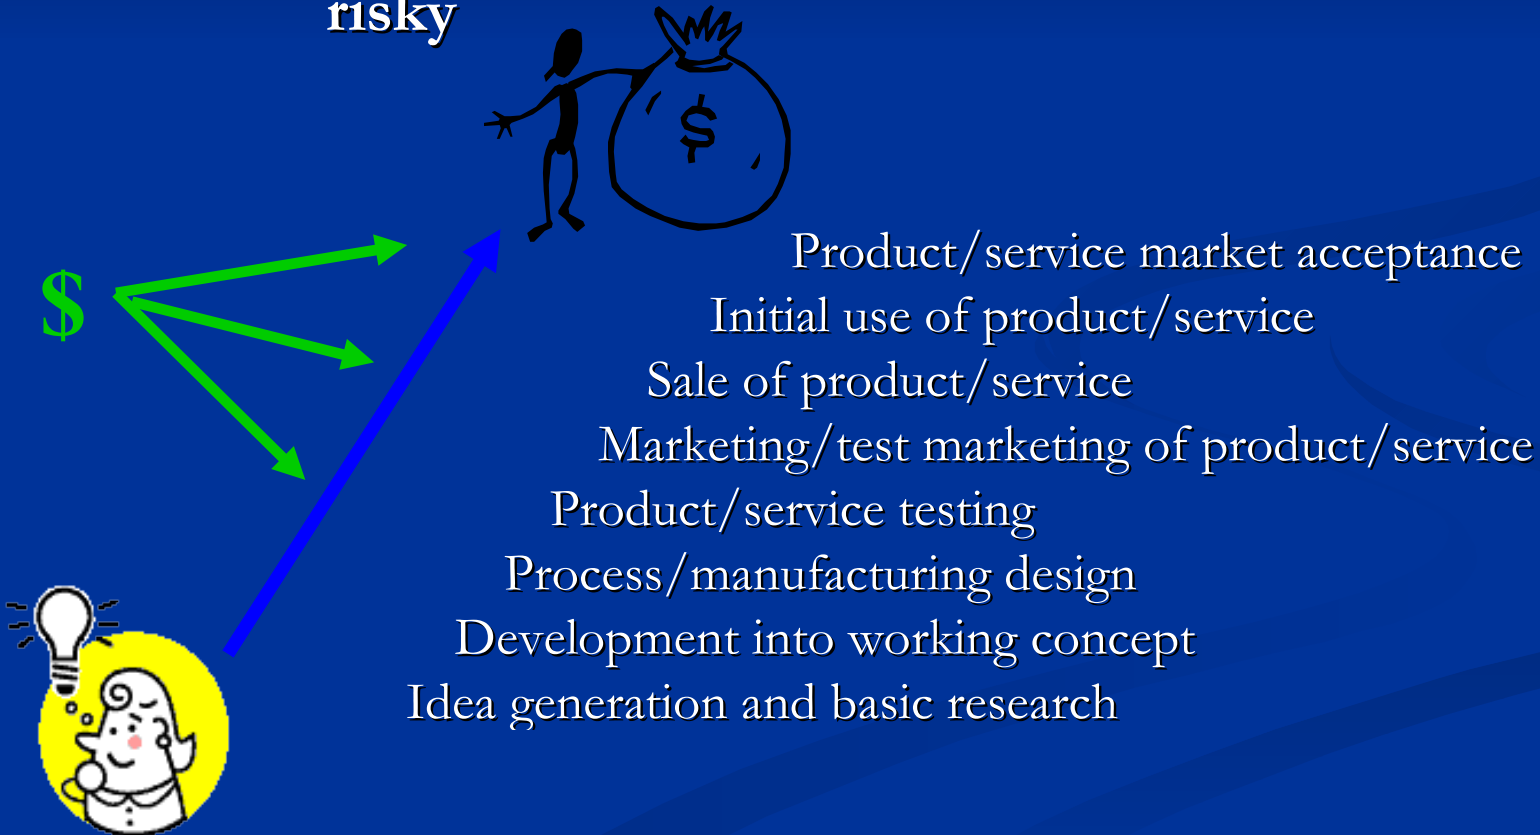 risky
$
$
Product/service market acceptance
Initial use of product/service
Sale of product/service
Marketing/test marketing of product/service
Product/service testing
Process/manufacturing design
Development into working concept
Idea generation and basic research